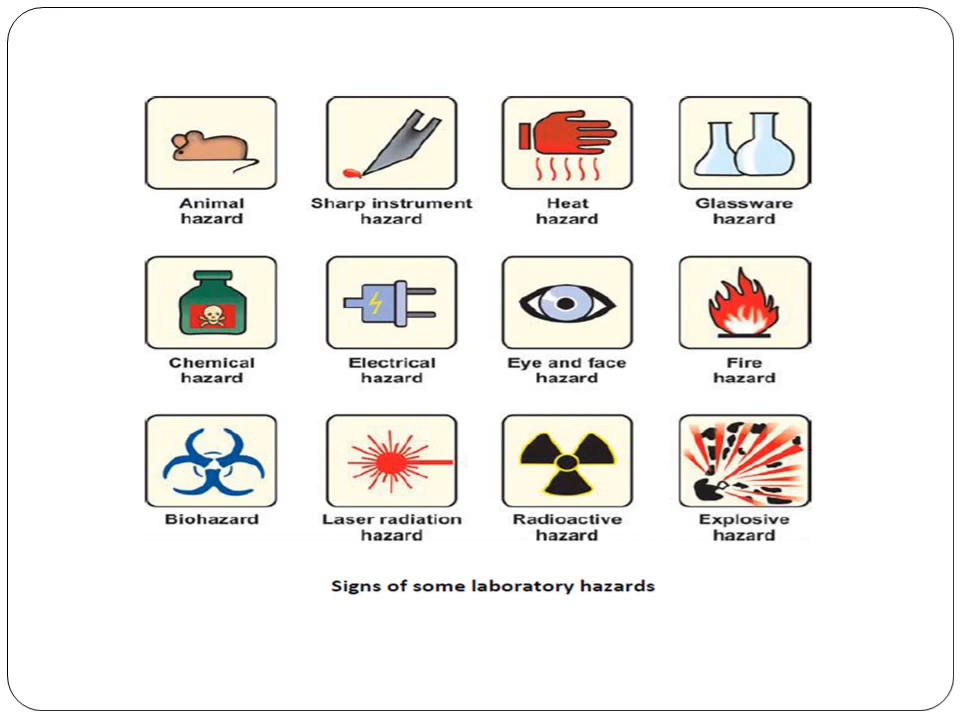 Animal
hazard
Sharp instrument
hazard
Heat
hazard
Glassware
hazard
Chemical
hazard
Electrical
hazard
Eye and face
hazard
Fire
hazard
Biohazard
Laser radiation
hazard
Radioactive
hazard
Explosive
hazard
Signs of some laboratory hazards